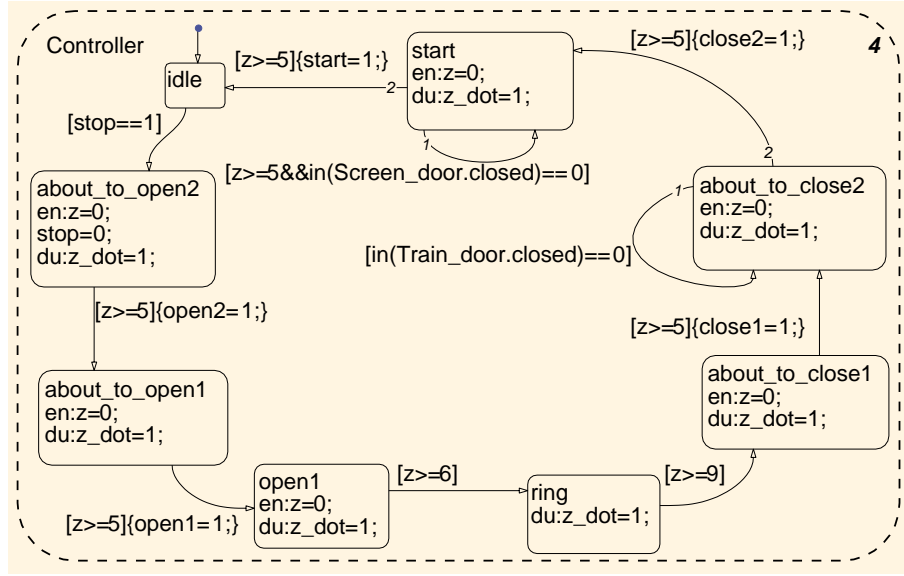 Controller
4
[z>=5]{start=1;}
start
en:z=0;
du:z_dot=1;
[z>=5]{close2=1;}
idle
2
1
[stop==1]
[z>=5&&in(Screen_door.closed)==0]
2
about_to_open2
en:z=0;
stop=0;
du:z_dot=1;
1
about_to_close2
en:z=0;
du:z_dot=1;
[in(Train_door.closed)==0]
[z>=5]{open2=1;}
[z>=5]{close1=1;}
about_to_open1
en:z=0;
du:z_dot=1;
about_to_close1
en:z=0;
du:z_dot=1;
[z>=5]{open1=1;}
open1
en:z=0;
du:z_dot=1;
[z>=6]
ring
du:z_dot=1;
[z>=9]